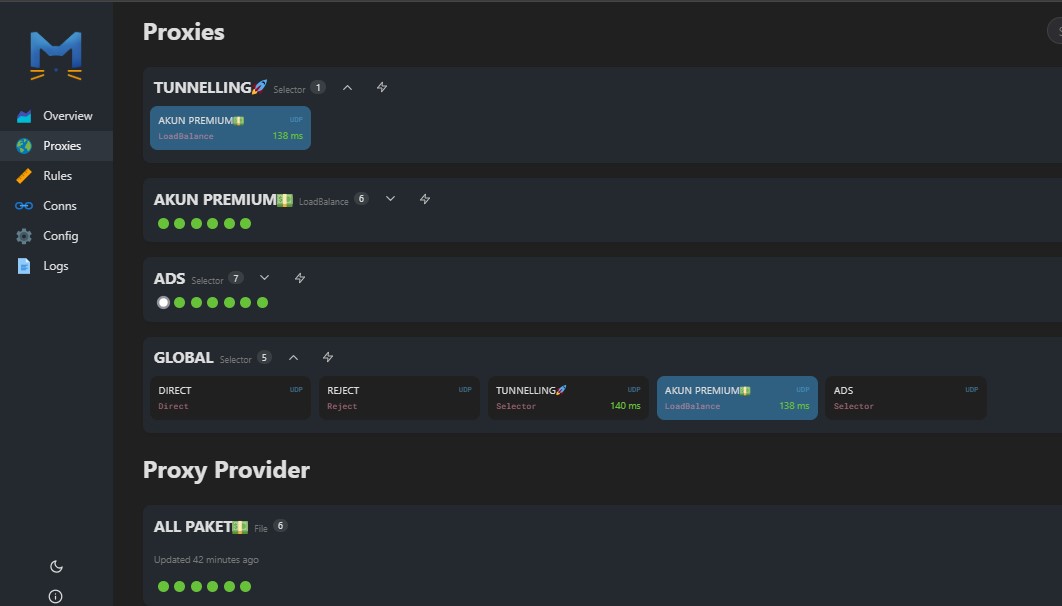 Proxies
TUNNELLING🚀 Selector 1
AKUN PREMIUM💵 UDP
LoadBalance 138 ms
Overview
Proxies
Rules
Conns
Config
Logs
AKUN PREMIUM💵 LoadBalance 6
ADS Selector 7
GLOBAL Selector 5
DIRECT UDP
Direct
REJECT UDP
Reject
TUNNELLING🚀 UDP
Selector 140 ms
AKUN PREMIUM💵 UDP
LoadBalance 138 ms
ADS UDP
Selector
Proxy Provider
ALL PAKET💵 File 6
Updated 42 minutes ago